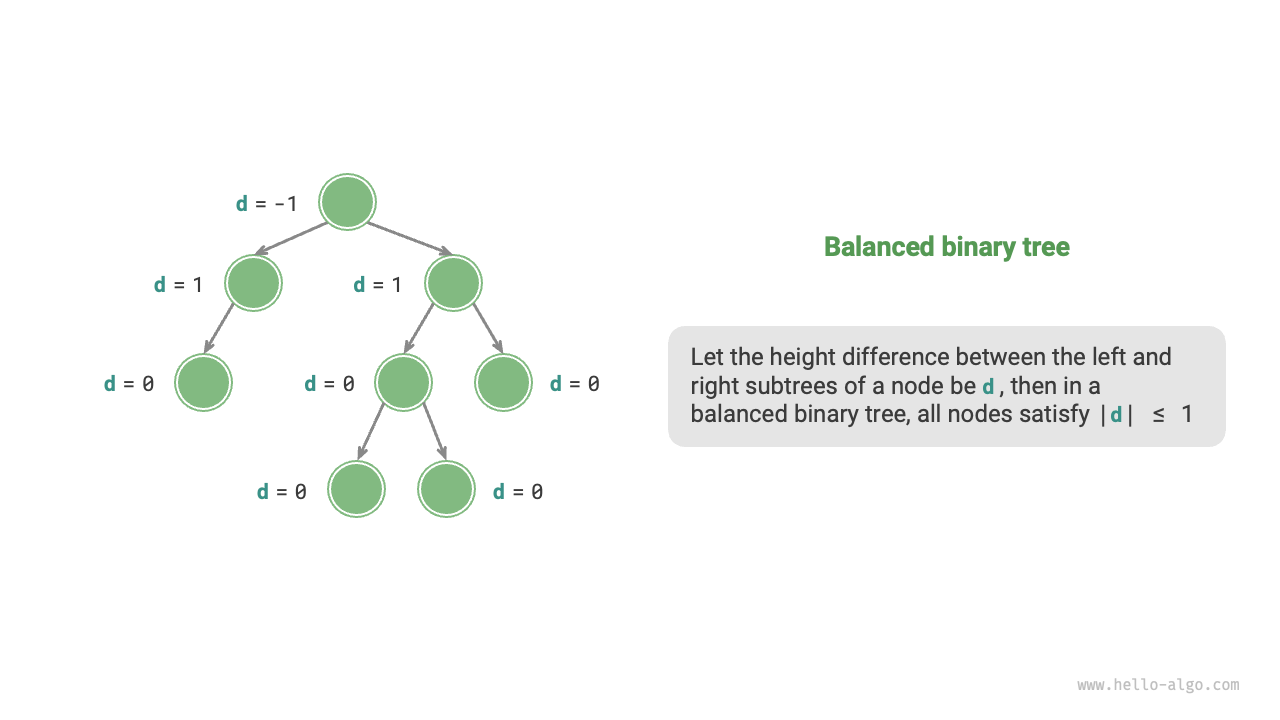 d = -1
d = 1
d = 1
d = 0
d = 0
d = 0
d = 0
d = 0
Balanced binary tree
Let the height difference between the left and
right subtrees of a node be d , then in a
balanced binary tree, all nodes satisfy |d| ≤ 1
www.hello-algo.com